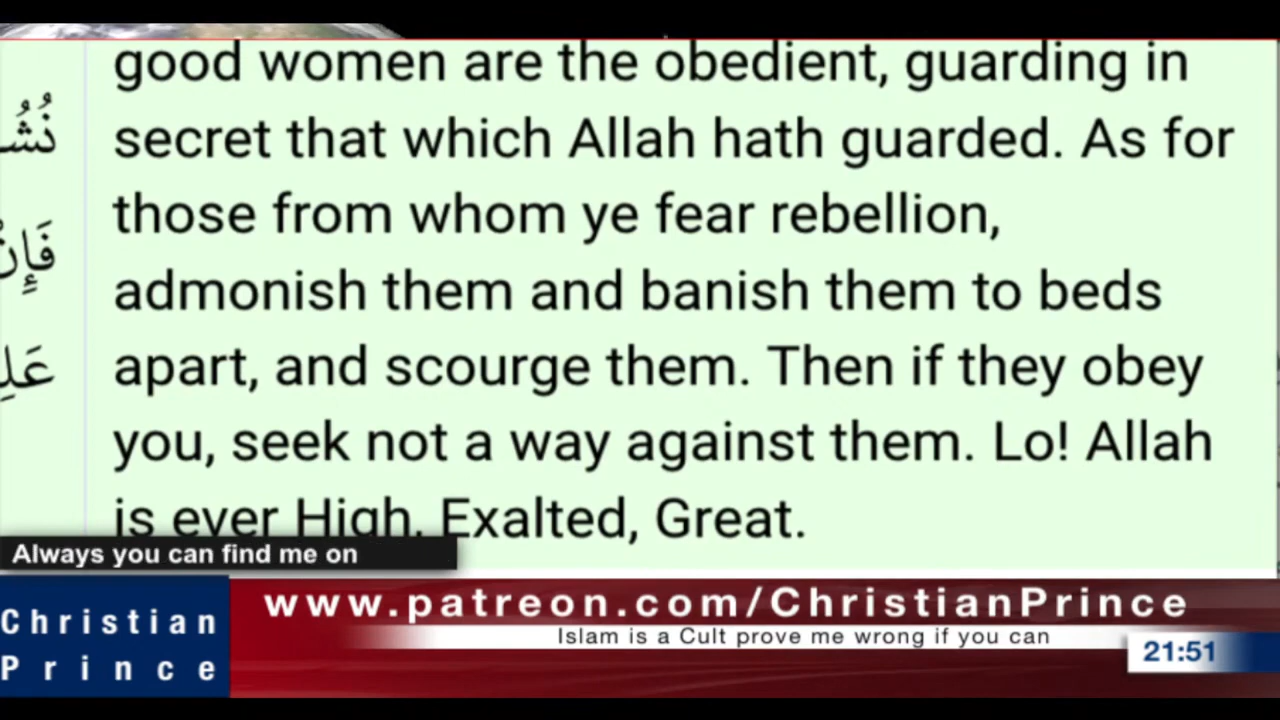 good women are the obedient, guarding in
secret that which Allah hath guarded. As for
those from whom ye fear rebellion,
admonish them and banish them to beds
apart, and scourge them. Then if they obey
you, seek not a way against them. Lo! Allah
is ever High, Exalted, Great.
Always you can find me on
www.patreon.com/ChristianPrince
Islam is a Cult prove me wrong if you can
Christian
Prince
21:51